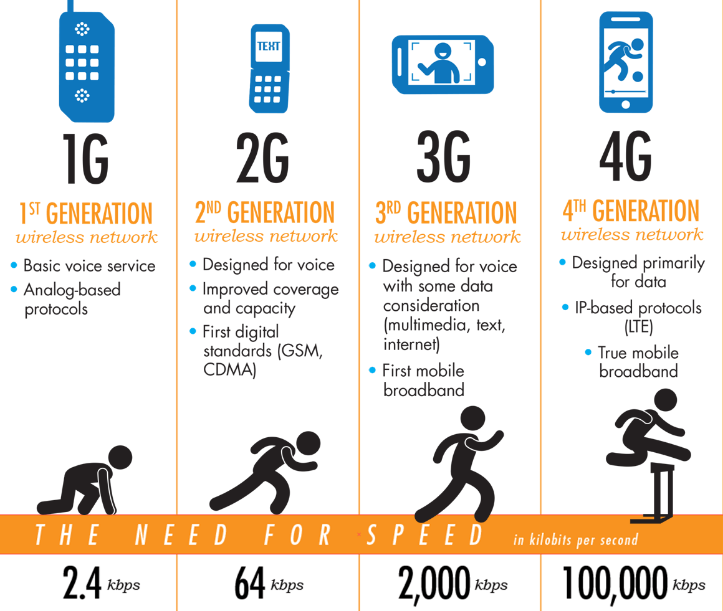 TEXT
1G
1ST GENERATION
wireless network
Basic voice service
Analog-based
protocols
2G
2ND GENERATION
wireless network
Designed for voice
Improved coverage
and capacity
First digital
standards (GSM,
CDMA)
3G
3RD GENERATION
wireless network
Designed for voice
with some data
consideration
(multimedia, text,
internet)
First mobile
broadband
4G
4TH GENERATION
wireless network
Designed primarily
for data
IP-based protocols
(LTE)
True mobile
broadband
THE NEED FOR SPEED in kilobits per second
2.4 kbps
64 kbps
2,000 kbps
100,000 kbps